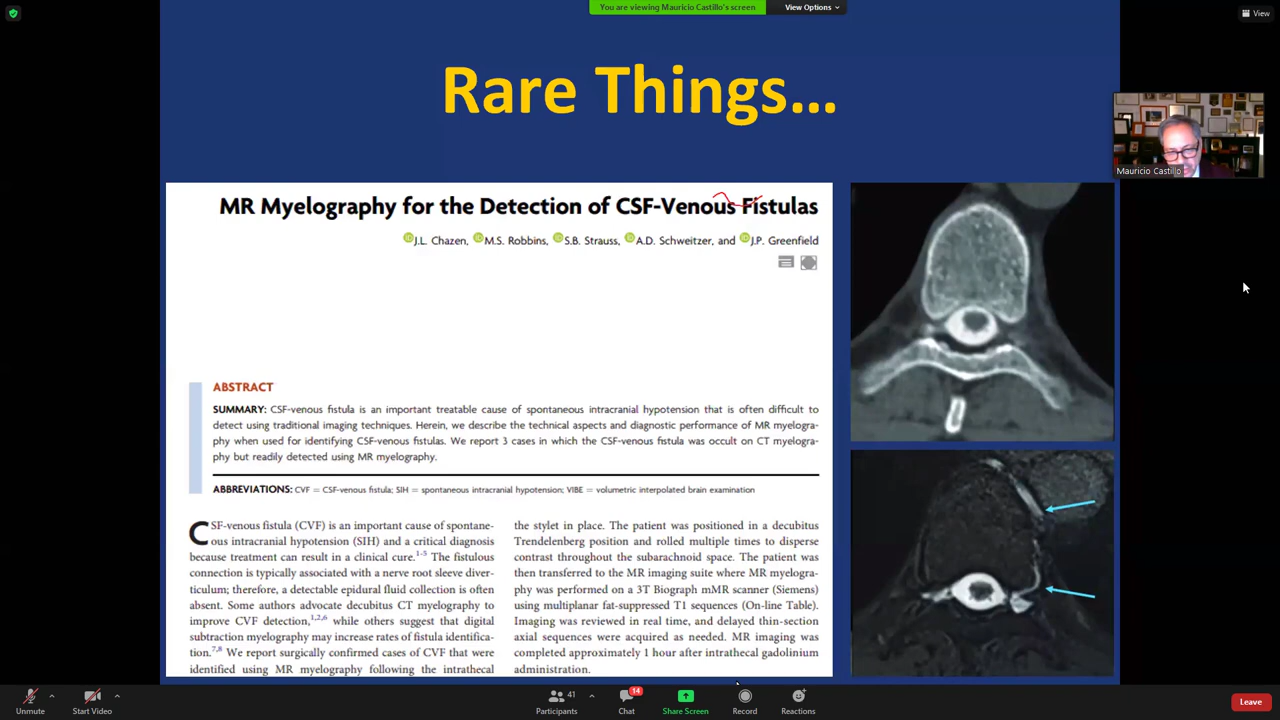 You are viewing Mauricio Castillo's screen
View Options
View
Rare Things...
Mauricio Castillo
MR Myelography for the Detection of CSF-Venous Fistulas
J.L. Chazen, M.S. Robbins, S.B. Strauss, A.D. Schweitzer, and J.P. Greenfield
ABSTRACT
SUMMARY: CSF-venous fistula is an important treatable cause of spontaneous intracranial hypotension that is often difficult to
detect using traditional imaging techniques. Herein, we describe the technical aspects and diagnostic performance of MR myelogra-
phy when used for identifying CSF-venous fistulas. We report 3 cases in which the CSF-venous fistula was occult on CT myelogra-
phy but readily detected using MR myelography.
ABBREVIATIONS: CVF = CSF-venous fistula; SIH = spontaneous intracranial hypotension; VIBE = volumetric interpolated brain examination
CSF-venous fistula (CVF) is an important cause of spontane-
ous intracranial hypotension (SIH) and a critical diagnosis
because treatment can result in a clinical cure.1-5 The fistulous
connection is typically associated with a nerve root sleeve diver-
ticulum; therefore, a detectable epidural fluid collection is often
absent. Some authors advocate decubitus CT myelography to
improve CVF detection,1,2,6 while others suggest that digital
subtraction myelography may increase rates of fistula identifica-
tion.7,8 We report surgically confirmed cases of CVF that were
identified using MR myelography following the intrathecal
the stylet in place. The patient was positioned in a decubitus
Trendelenberg position and rolled multiple times to disperse
contrast throughout the subarachnoid space. The patient was
then transferred to the MR imaging suite where MR myelogra-
phy was performed on a 3T Biograph mMR scanner (Siemens)
using multiplanar fat-suppressed T1 sequences (On-line Table).
Imaging was reviewed in real time, and delayed thin-section
axial sequences were acquired as needed. MR imaging was
completed approximately 1 hour after intrathecal gadolinium
administration.
Unmute
Start Video
41
Participants
14
Chat
Share Screen
Record
Reactions
Leave